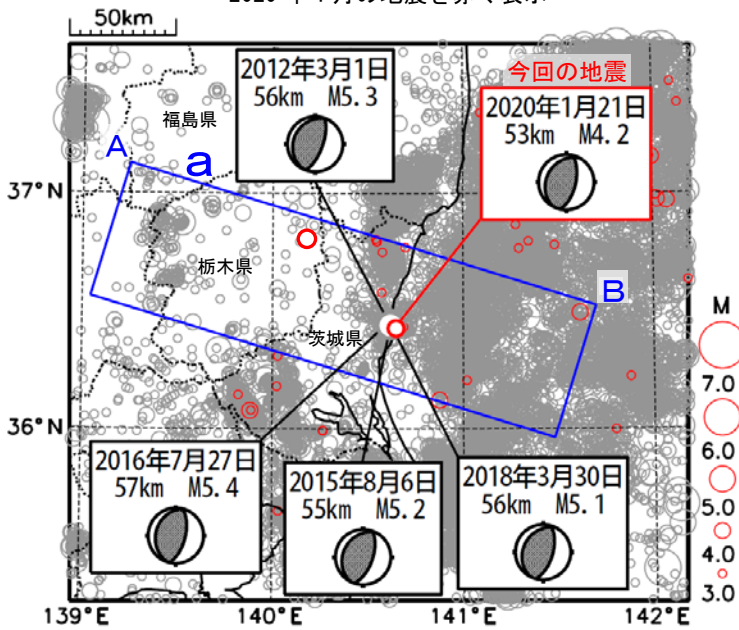 50km
今回の地震
2012年3月1日
56km M5.3
2020年1月21日
53km M4.2
福島県
A
a
37°N
栃木県
B
茨城県
M
7.0
6.0
5.0
4.0
3.0
36°N
2016年7月27日
57km M5.4
2015年8月6日
55km M5.2
2018年3月30日
56km M5.1
139°E
140°E
141°E
142°E